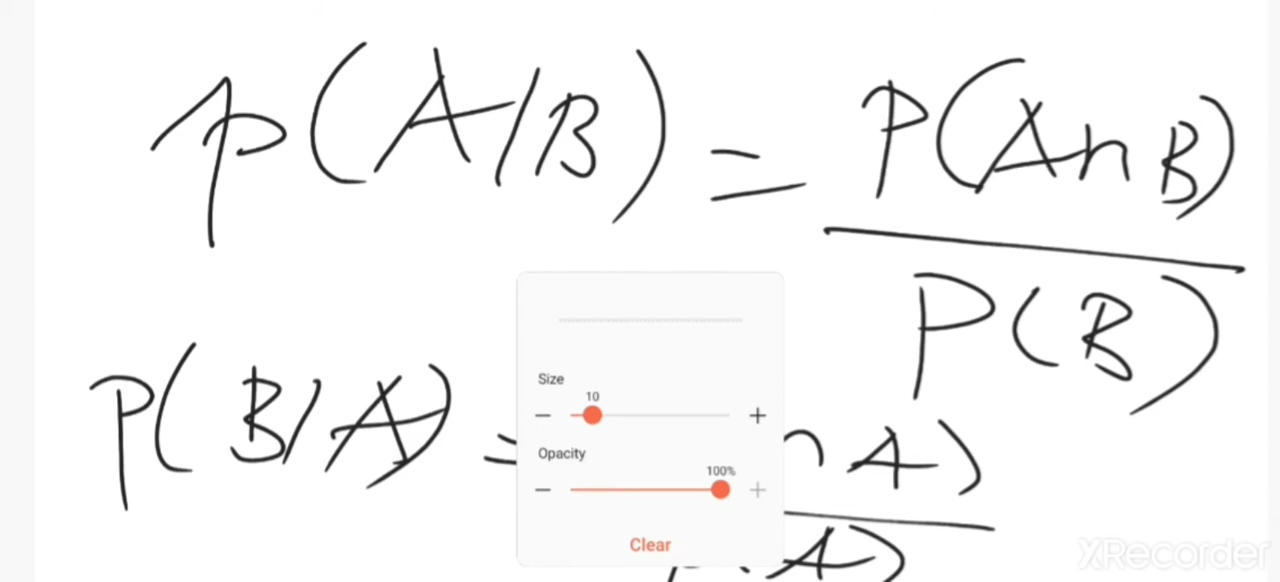 p(A/B) = P(A∩B)
P(B)
P(B/A) = ∩A)
A)
Size
10
Opacity
100%
Clear
XRecorder